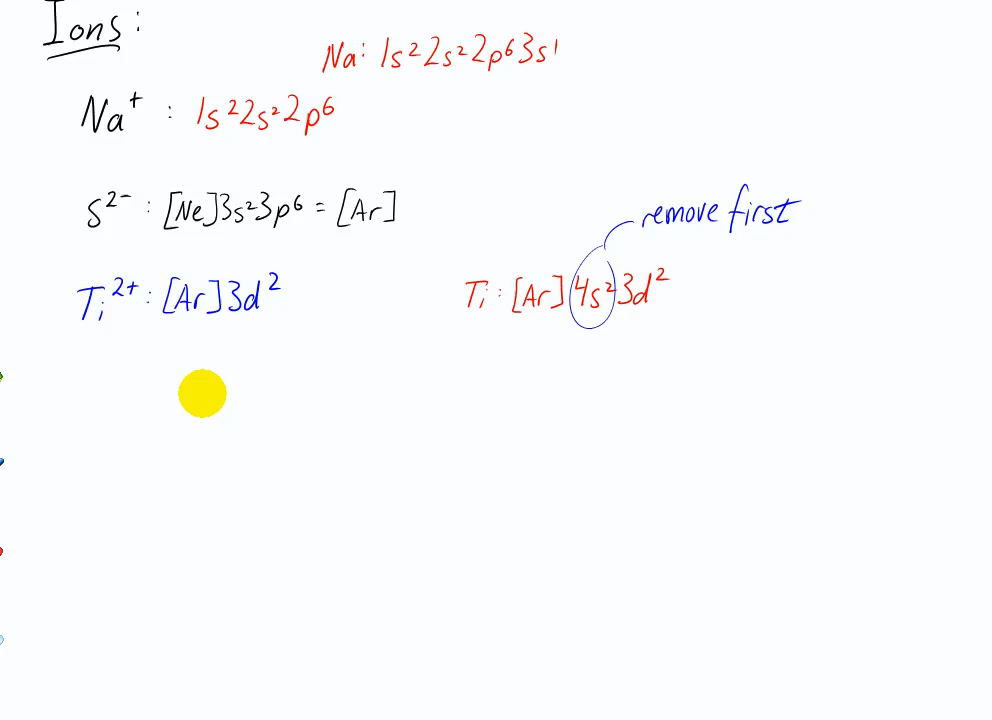 Ions:
Na: 1s²2s²2p⁶3s¹
Na⁺ : 1s²2s²2p⁶
S²⁻ : [Ne]3s²3p⁶ = [Ar]
remove first
Ti²⁺ : [Ar]3d²
Ti : [Ar]4s²3d²